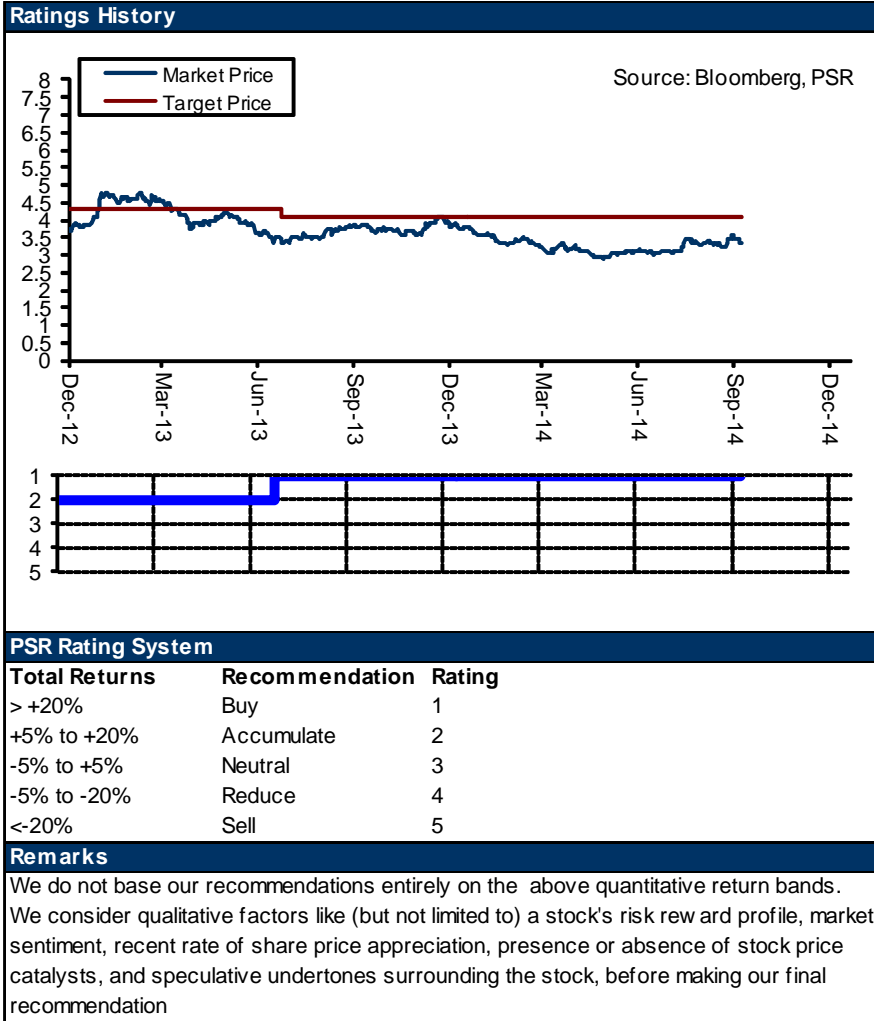 Ratings History
Market Price
Target Price
Source: Bloomberg, PSR
8
7.5
7
6.5
6
5.5
5
4.5
4
3.5
3
2.5
2
1.5
1
0.5
0
Dec-12
Mar-13
Jun-13
Sep-13
Dec-13
Mar-14
Jun-14
Sep-14
Dec-14
1
2
3
4
5
PSR Rating System
Total Returns Recommendation Rating
> +20% Buy 1
+5% to +20% Accumulate 2
-5% to +5% Neutral 3
-5% to -20% Reduce 4
<-20% Sell 5
Remarks
We do not base our recommendations entirely on the above quantitative return bands.
We consider qualitative factors like (but not limited to) a stock's risk reward profile, market
sentiment, recent rate of share price appreciation, presence or absence of stock price
catalysts, and speculative undertones surrounding the stock, before making our final
recommendation